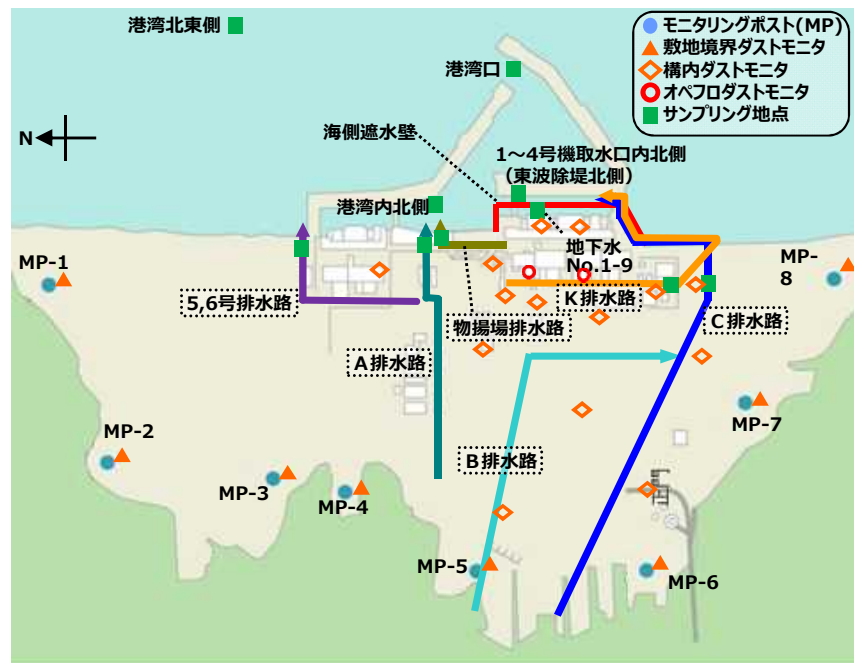 港湾北東側
モニタリングポスト(MP)
敷地境界ダストモニタ
構内ダストモニタ
オペフロダストモニタ
サンプリング地点
港湾口
N
海側遮水壁
1～4号機取水口内北側
(東波除堤北側)
港湾内北側
地下水
No.1-9
MP-1
MP-
8
5,6号排水路
K排水路
C排水路
物揚場排水路
A排水路
MP-7
MP-2
B排水路
MP-3
MP-4
正門
MP-5
MP-6